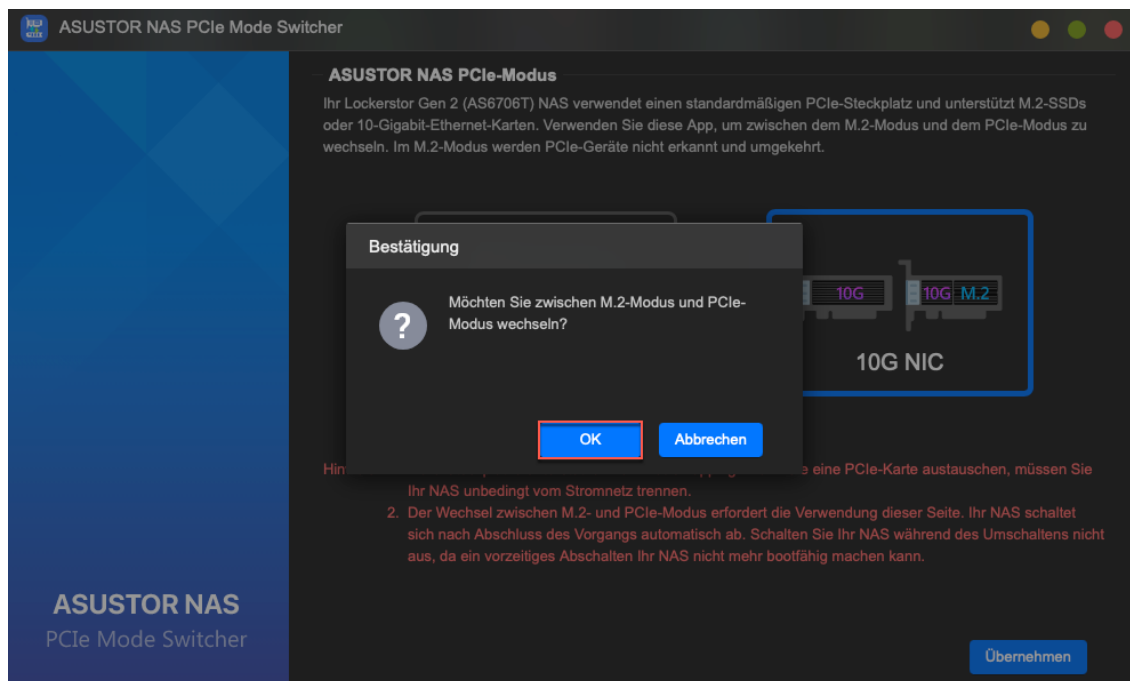 ASUSTOR NAS PCIe Mode Switcher
ASUSTOR NAS PCIe-Modus
Ihr Lockerstor Gen 2 (AS6706T) NAS verwendet einen standardmäßigen PCIe-Steckplatz und unterstützt M.2-SSDs
oder 10-Gigabit-Ethernet-Karten. Verwenden Sie diese App, um zwischen dem M.2-Modus und dem PCIe-Modus zu
wechseln. Im M.2-Modus werden PCIe-Geräte nicht erkannt und umgekehrt.
Bestätigung
Möchten Sie zwischen M.2-Modus und PCIe-
Modus wechseln?
?
OK
Abbrechen
10G
10G M.2
10G NIC
eine PCIe-Karte austauschen, müssen Sie
Ihr NAS unbedingt vom Stromnetz trennen.
2. Der Wechsel zwischen M.2- und PCIe-Modus erfordert die Verwendung dieser Seite. Ihr NAS schaltet
sich nach Abschluss des Vorgangs automatisch ab. Schalten Sie Ihr NAS während des Umschaltens nicht
aus, da ein vorzeitiges Abschalten Ihr NAS nicht mehr bootfähig machen kann.
ASUSTOR NAS
PCIe Mode Switcher
Übernehmen